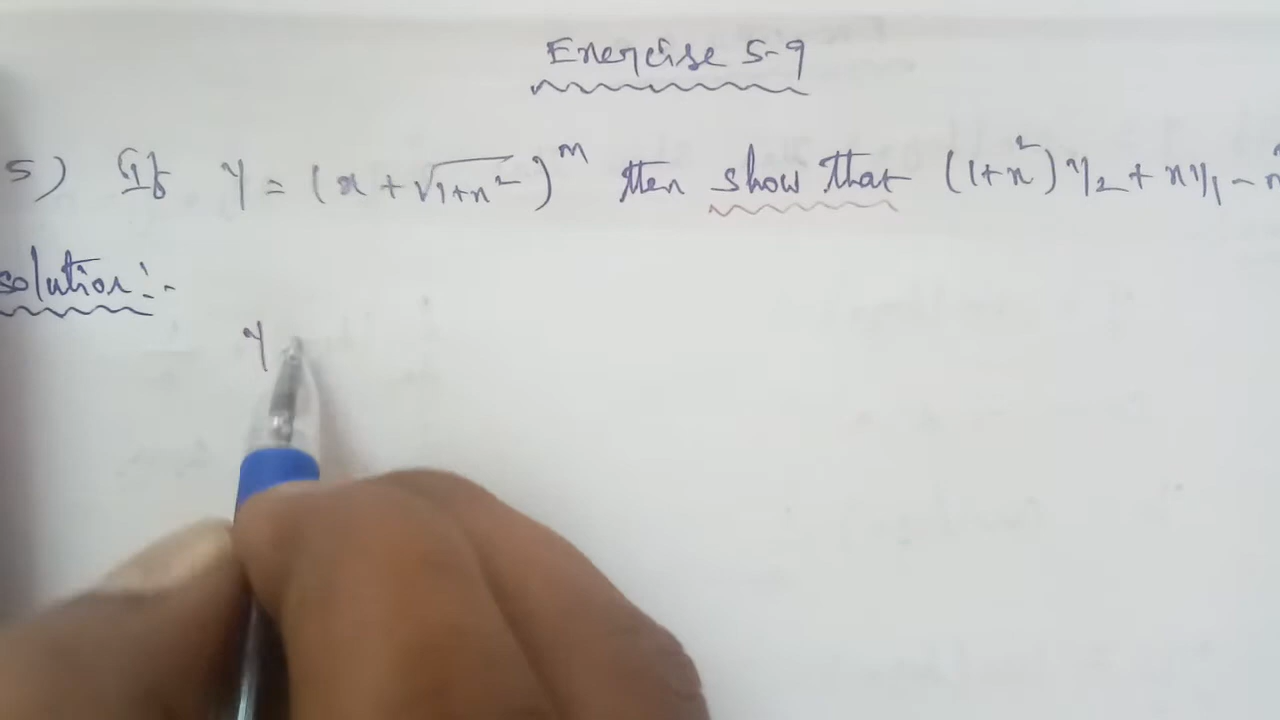 Exercise 5.9
5) If y = (x + √1+x²)ᵐ then show that (1+x²) y₂ + xy₁ -
solution:-
y